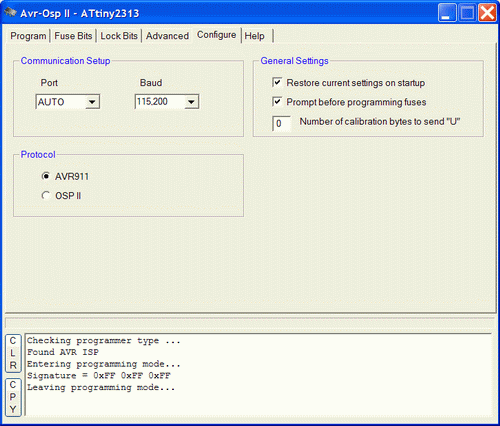 Avr-Osp II - ATtiny2313
Program Fuse Bits Lock Bits Advanced Configure Help
Communication Setup
Port Baud
AUTO 115,200
General Settings
Restore current settings on startup
Prompt before programming fuses
0 Number of calibration bytes to send "U"
Protocol
AVR911
OSP II
CLR
CPY
Checking programmer type ...
Found AVR ISP
Entering programming mode...
Signature = 0xFF 0xFF 0xFF
Leaving programming mode...